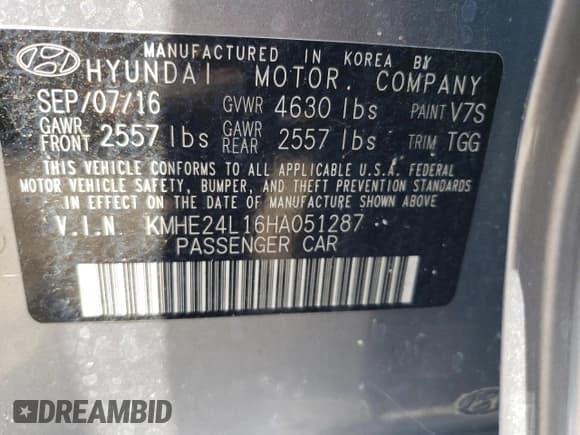 MANUFACTURED IN KOREA BY
HYUNDAI MOTOR. COMPANY
SEP/07/16 GVWR 4630 lbs PAINT V7S
GAWR FRONT 2557 lbs GAWR REAR 2557 lbs TRIM TGG
THIS VEHICLE CONFORMS TO ALL APPLICABLE U.S.A. FEDERAL
MOTOR VEHICLE SAFETY, BUMPER, AND THEFT PREVENTION STANDARDS
IN EFFECT ON THE DATE OF MANUFACTURE SHOWN ABOVE.
V.I.N. KMHE24L16HA051287
PASSENGER CAR
DREAMBID